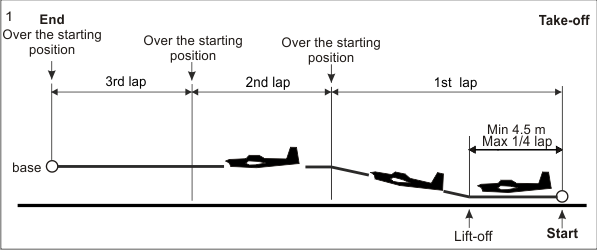 1
End
Over the starting
position
Over the starting
position
Over the starting
position
Take-off
3rd lap
2nd lap
1st lap
Min 4.5 m
Max 1/4 lap
base
Lift-off
Start